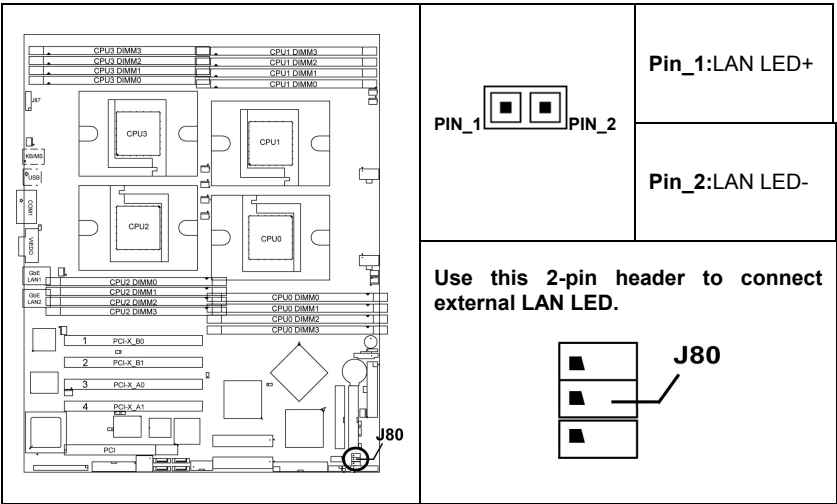 CPU3 DIMM3
CPU3 DIMM2
CPU3 DIMM1
CPU3 DIMM0
CPU1 DIMM3
CPU1 DIMM2
CPU1 DIMM1
CPU1 DIMM0
J87
CPU3
CPU1
KB/MS
USB
COM1
CPU2
CPU0
VIEDO
GbE
LAN1
GbE
LAN2
CPU2 DIMM0
CPU2 DIMM1
CPU2 DIMM2
CPU2 DIMM3
CPU0 DIMM0
CPU0 DIMM1
CPU0 DIMM2
CPU0 DIMM3
1 PCI-X_B0
2 PCI-X_B1
3 PCI-X_A0
4 PCI-X_A1
PCI
J80
PIN_1 PIN_2
Pin_1:LAN LED+
Pin_2:LAN LED-
Use this 2-pin header to connect
external LAN LED.
J80